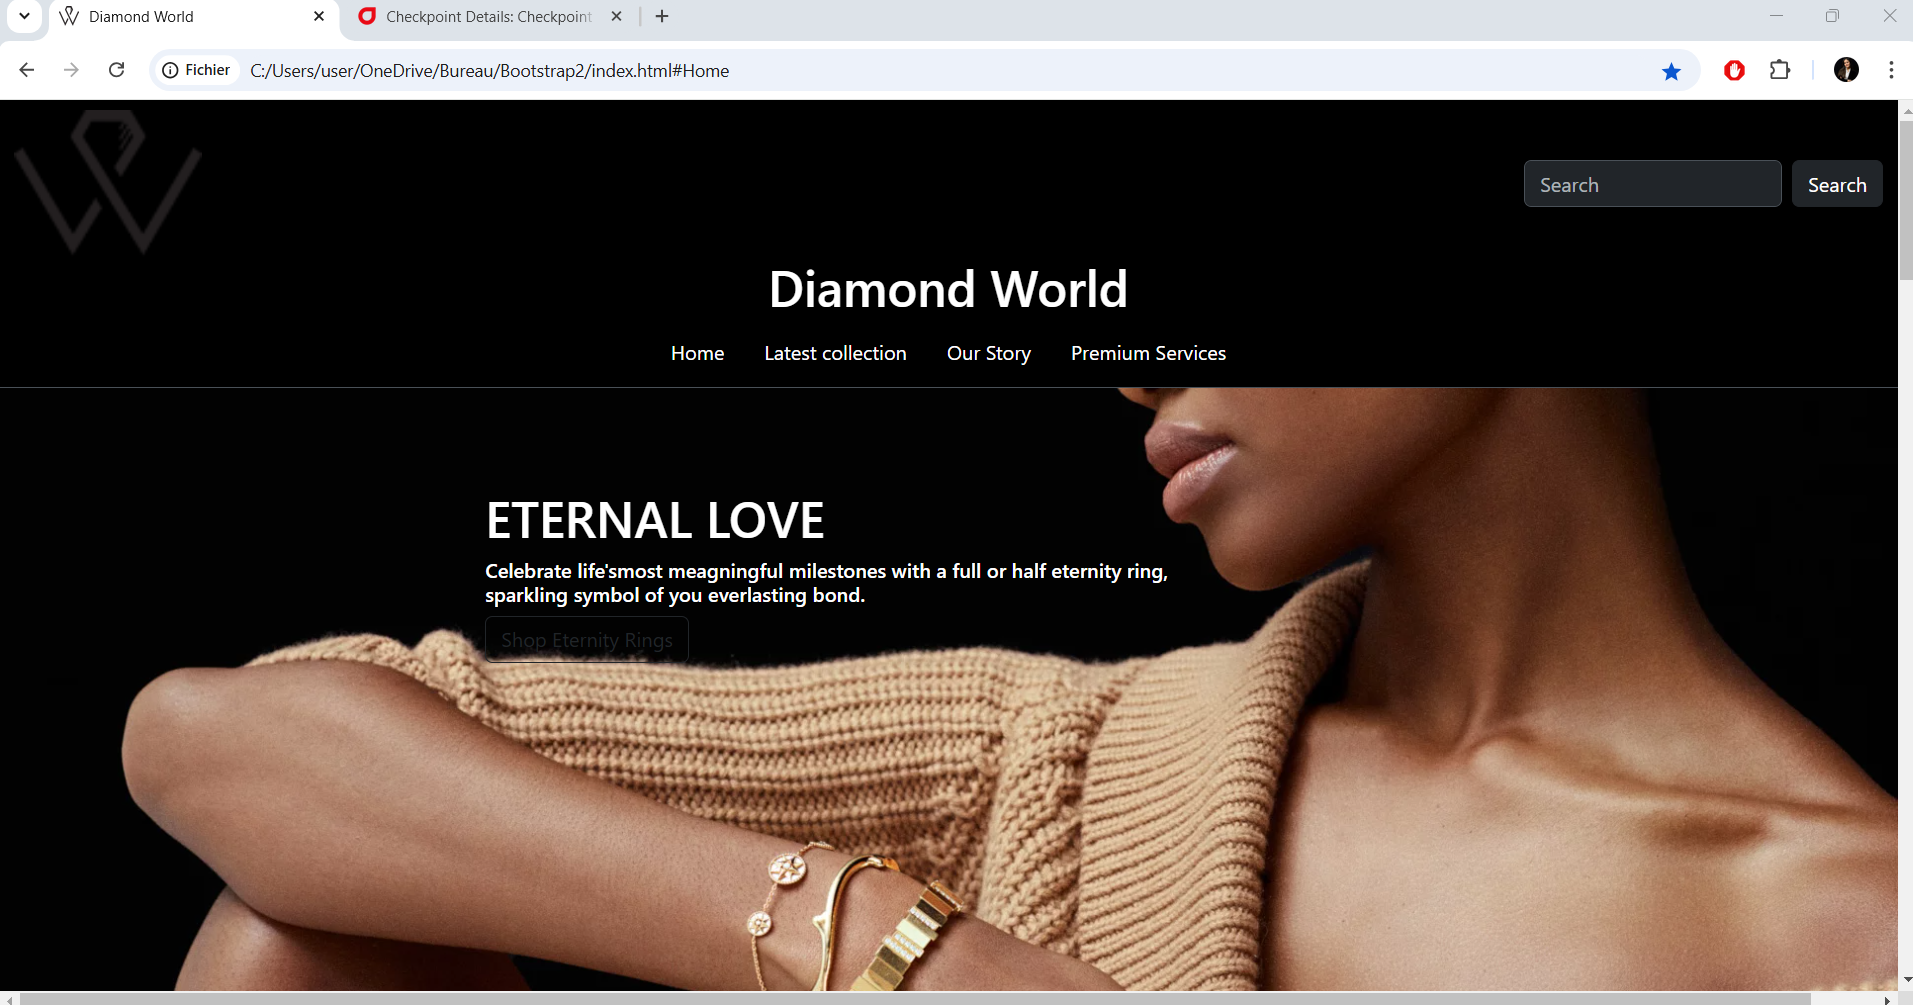 Diamond World
Checkpoint Details: Checkpoint
Fichier
C:/Users/user/OneDrive/Bureau/Bootstrap2/index.html#Home
Search
Search
Diamond World
Home
Latest collection
Our Story
Premium Services
ETERNAL LOVE
Celebrate life'smost meagningful milestones with a full or half eternity ring,
sparkling symbol of you everlasting bond.
Shop Eternity Rings